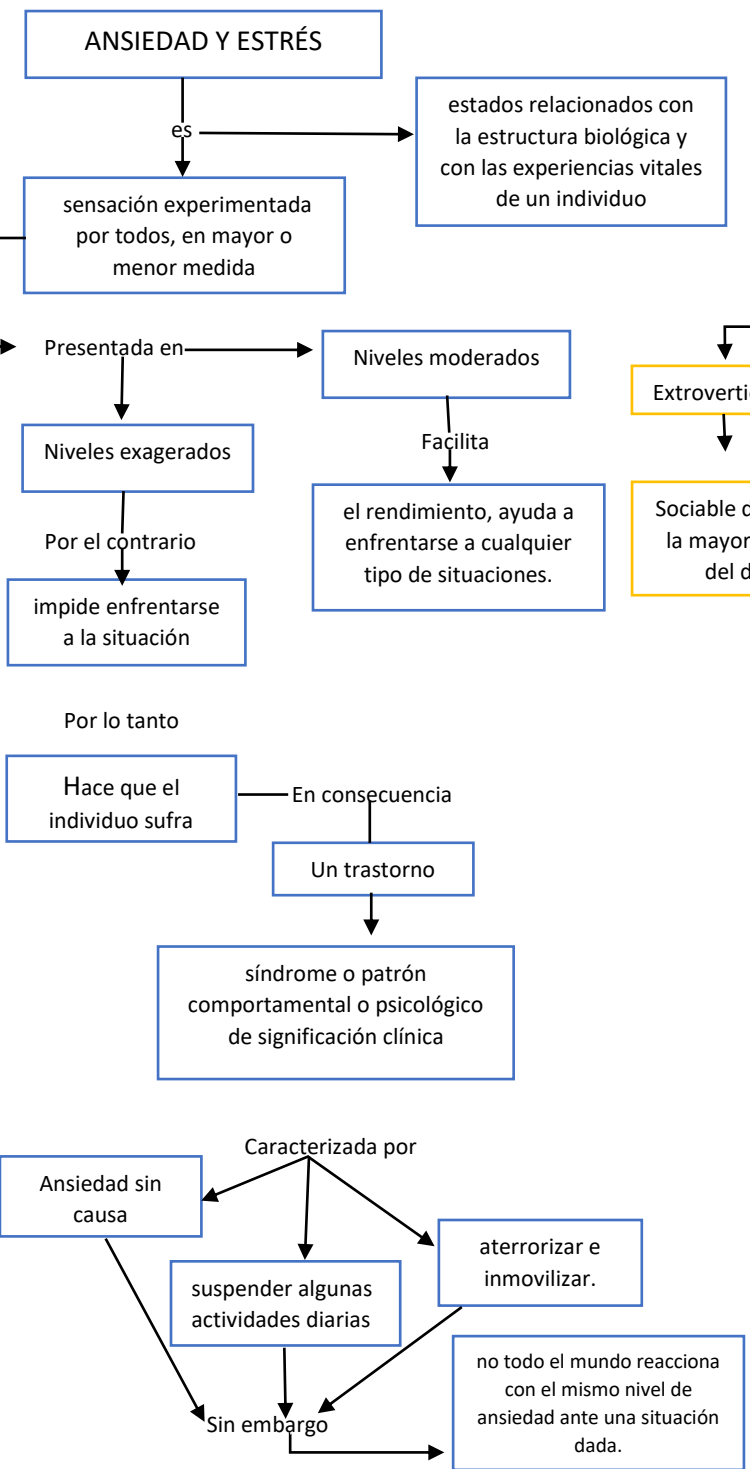 ANSIEDAD Y ESTRÉS
es
estados relacionados con
la estructura biológica y
con las experiencias vitales
de un individuo
sensación experimentada
por todos, en mayor o
menor medida
Presentada en
Niveles moderados
Niveles exagerados
Facilita
el rendimiento, ayuda a
enfrentarse a cualquier
tipo de situaciones.
Por el contrario
impide enfrentarse
a la situación
Sociable
la mayor
del
Por lo tanto
Hace que el
individuo sufra
En consecuencia
Un trastorno
síndrome o patrón
comportamental o psicológico
de significación clínica
Caracterizada por
Ansiedad sin
causa
suspender algunas
actividades diarias
aterrorizar e
inmovilizar.
Sin embargo
no todo el mundo reacciona
con el mismo nivel de
ansiedad ante una situación
dada.